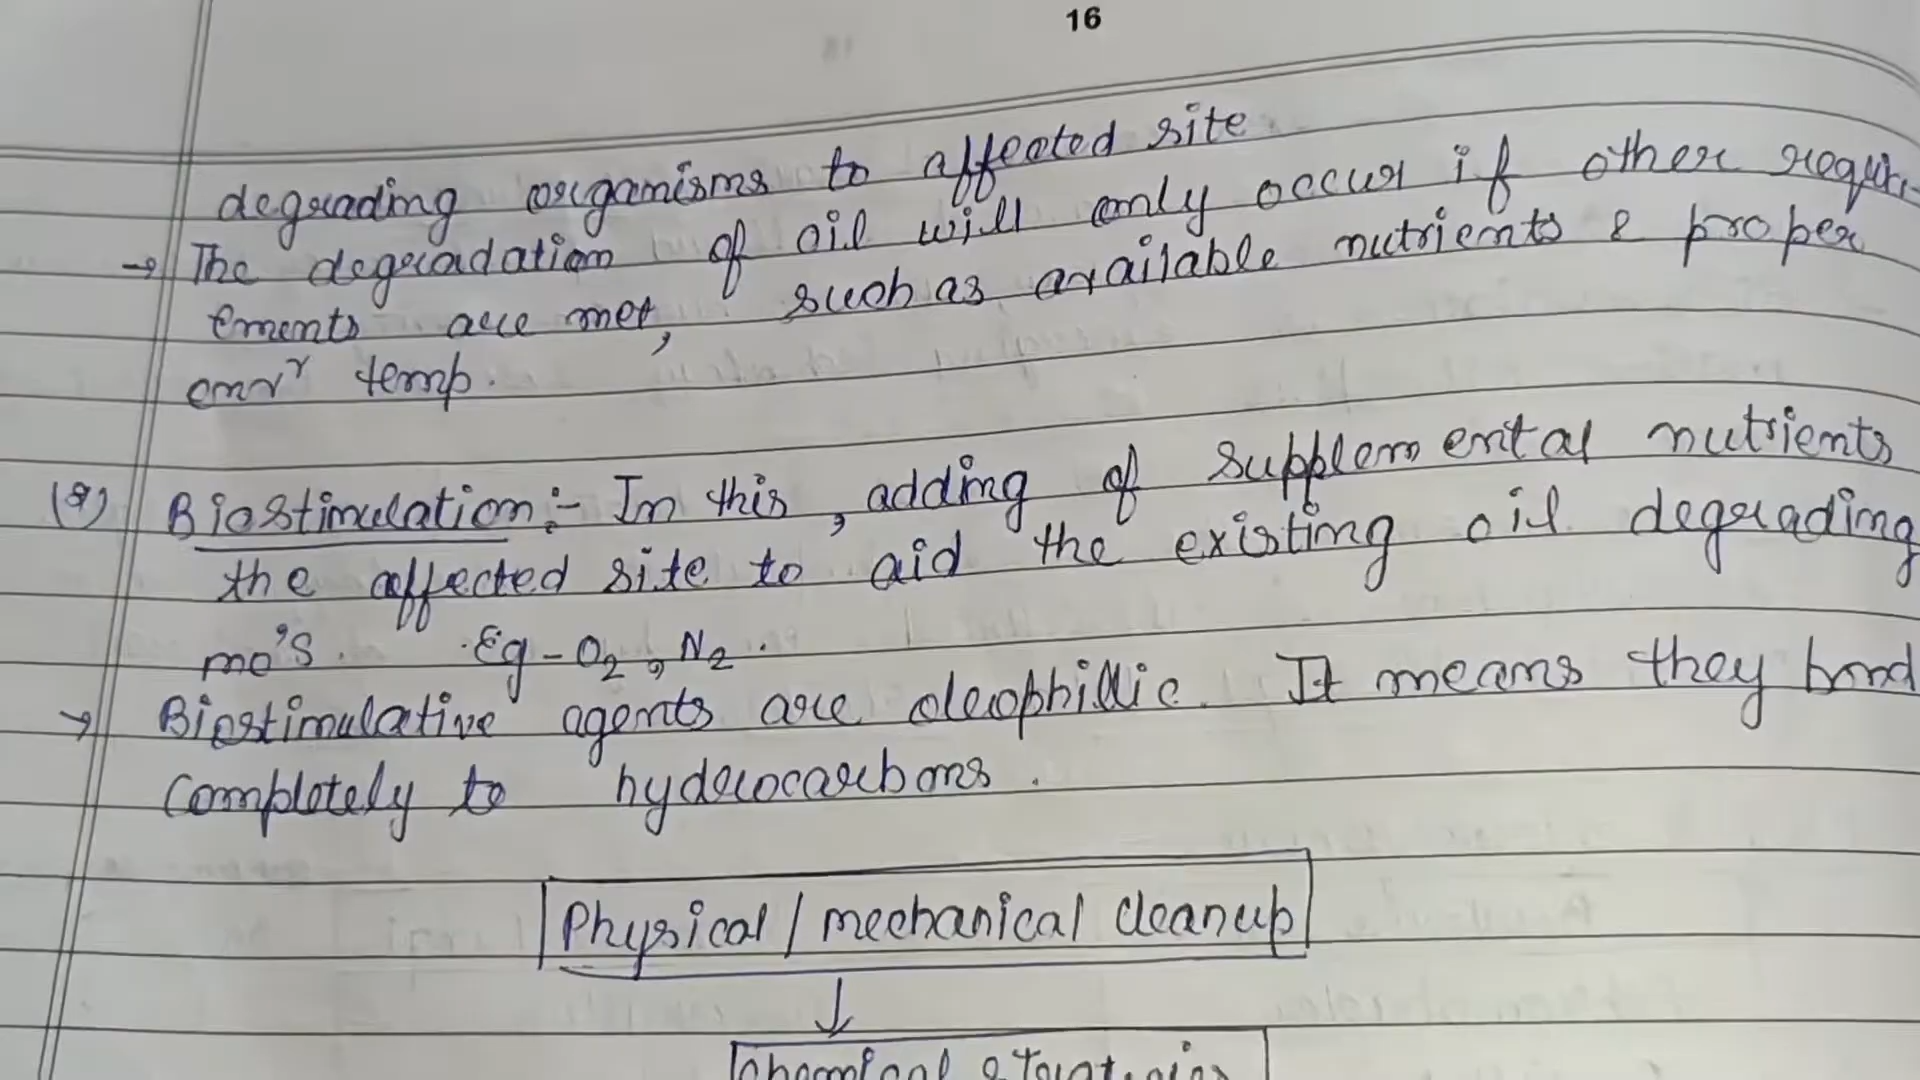 16
degrading organisms to affected site
→ The degradation of oil will only occur if other requir-
ements are met, such as available nutrients & proper
envr temp.
(2) Biostimulation :- In this, adding of supplemental nutrients
the affected site to aid the existing oil degrading
mo's. Eg - O2, N2.
→ Biostimulative agents are oleophillic. It means they bond
completely to hydrocarbons.
Physical / mechanical cleanup
↓
chemical strategies